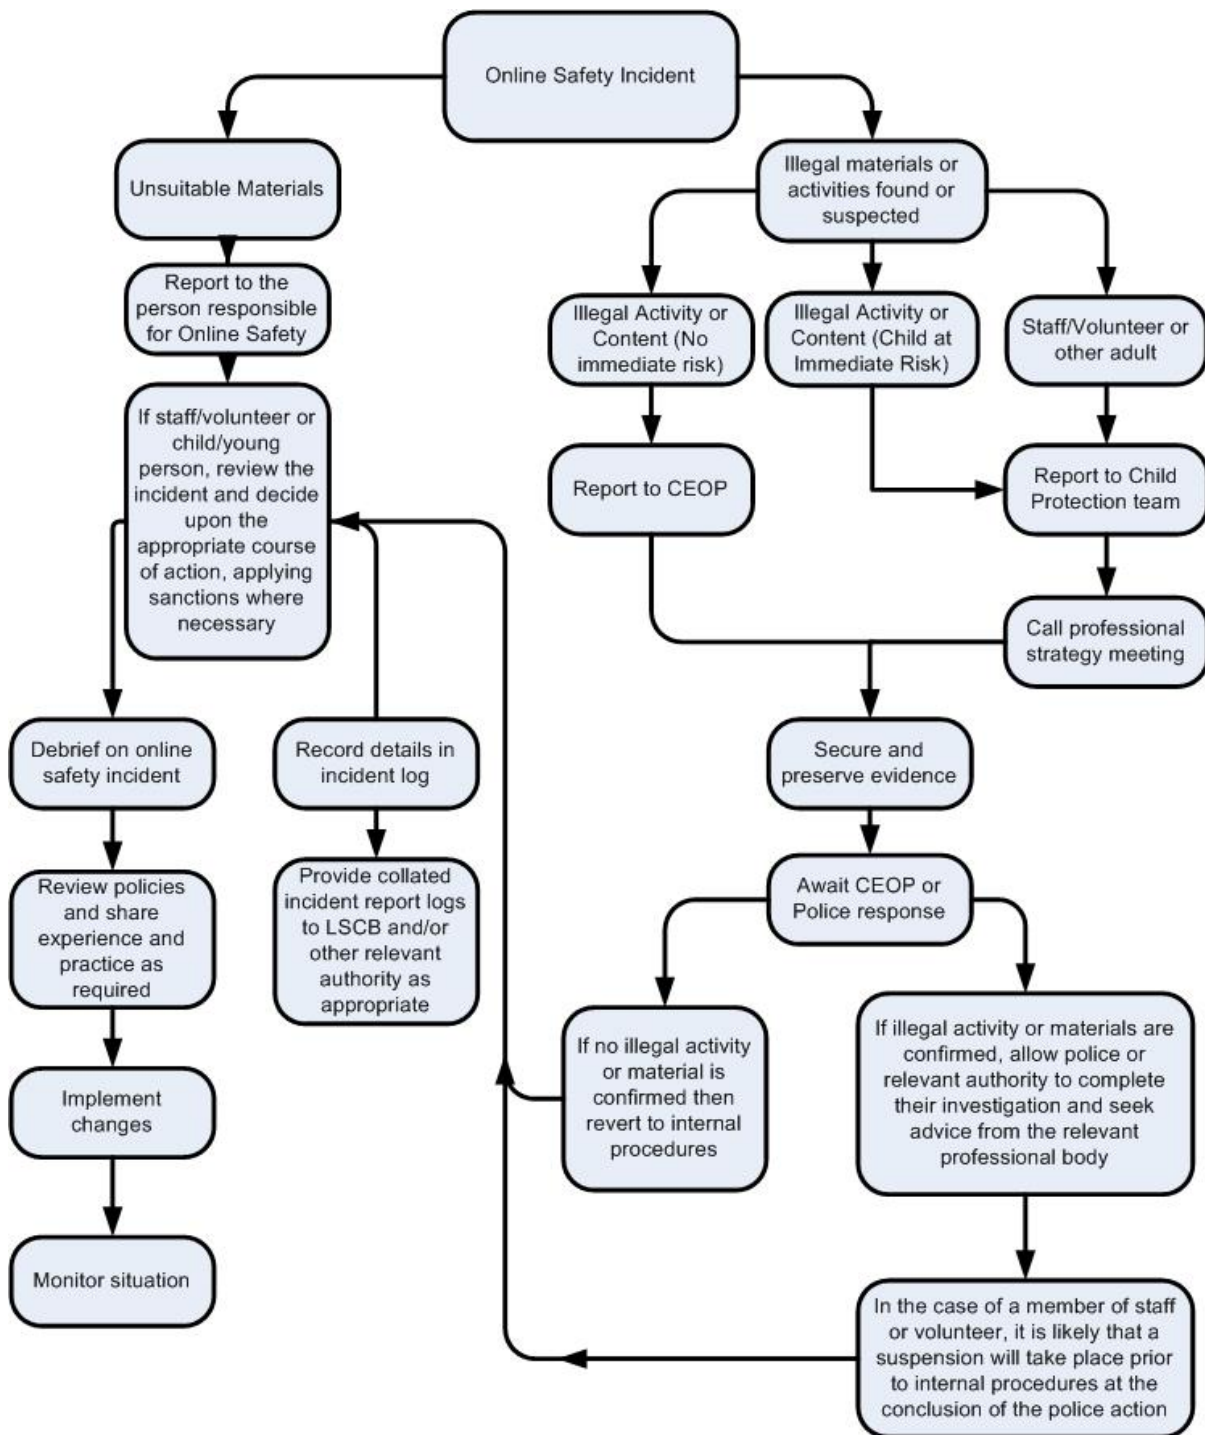 Online Safety Incident
Unsuitable Materials
Illegal materials or
activities found or
suspected
Report to the
person responsible
for Online Safety
Illegal Activity or
Content (No
immediate risk)
Illegal Activity or
Content (Child at
Immediate Risk)
Staff/Volunteer or
other adult
If staff/volunteer or
child/young
person, review the
incident and decide
upon the
appropriate course
of action, applying
sanctions where
necessary
Report to CEOP
Report to Child
Protection team
Call professional
strategy meeting
Debrief on online
safety incident
Record details in
incident log
Secure and
preserve evidence
Review policies
and share
experience and
practice as
required
Provide collated
incident report logs
to LSCB and/or
other relevant
authority as
appropriate
Await CEOP or
Police response
If no illegal activity
or material is
confirmed then
revert to internal
procedures
If illegal activity or materials are
confirmed, allow police or
relevant authority to complete
their investigation and seek
advice from the relevant
professional body
Implement
changes
Monitor situation
In the case of a member of staff
or volunteer, it is likely that a
suspension will take place prior
to internal procedures at the
conclusion of the police action